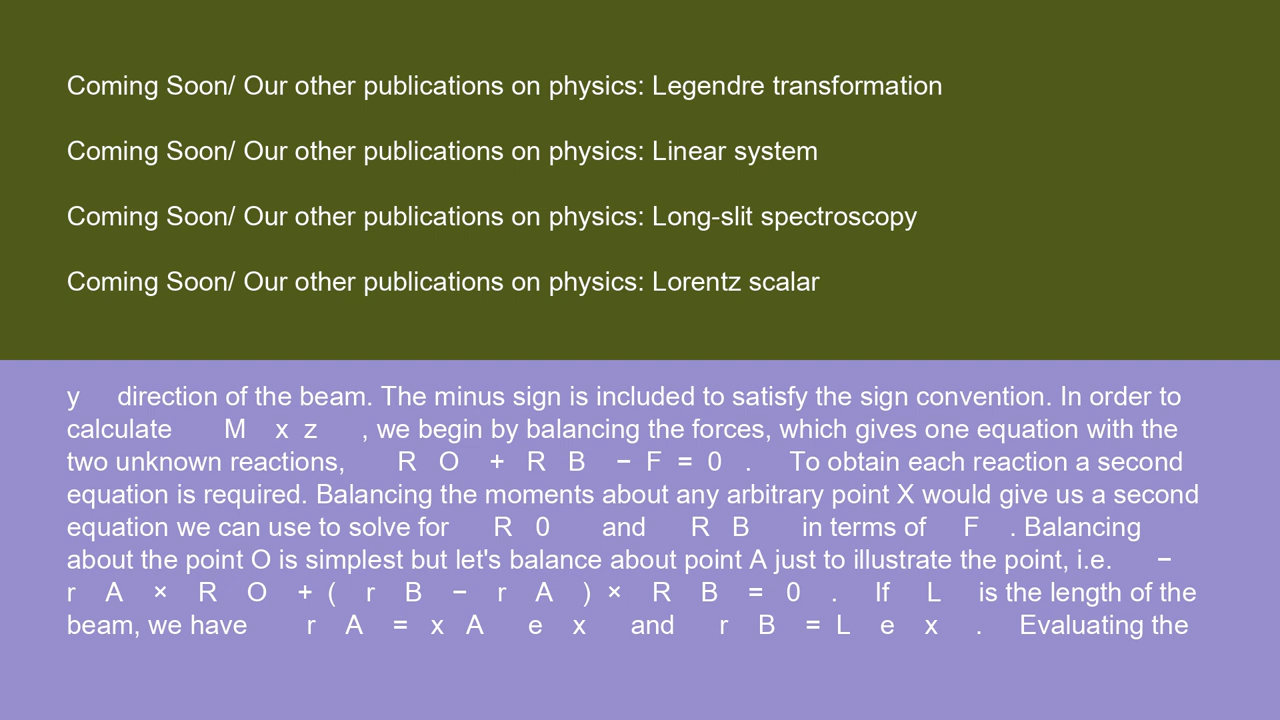 Coming Soon/ Our other publications on physics: Legendre transformation
Coming Soon/ Our other publications on physics: Linear system
Coming Soon/ Our other publications on physics: Long-slit spectroscopy
Coming Soon/ Our other publications on physics: Lorentz scalar
y direction of the beam. The minus sign is included to satisfy the sign convention. In order to
calculate M x z , we begin by balancing the forces, which gives one equation with the
two unknown reactions, R O + R B − F = 0 . To obtain each reaction a second
equation is required. Balancing the moments about any arbitrary point X would give us a second
equation we can use to solve for R 0 and R B in terms of F . Balancing
about the point O is simplest but let's balance about point A just to illustrate the point, i.e. −
r A × R O + ( r B − r A ) × R B = 0 . If L is the length of the
beam, we have r A = x A e x and r B = L e x . Evaluating the